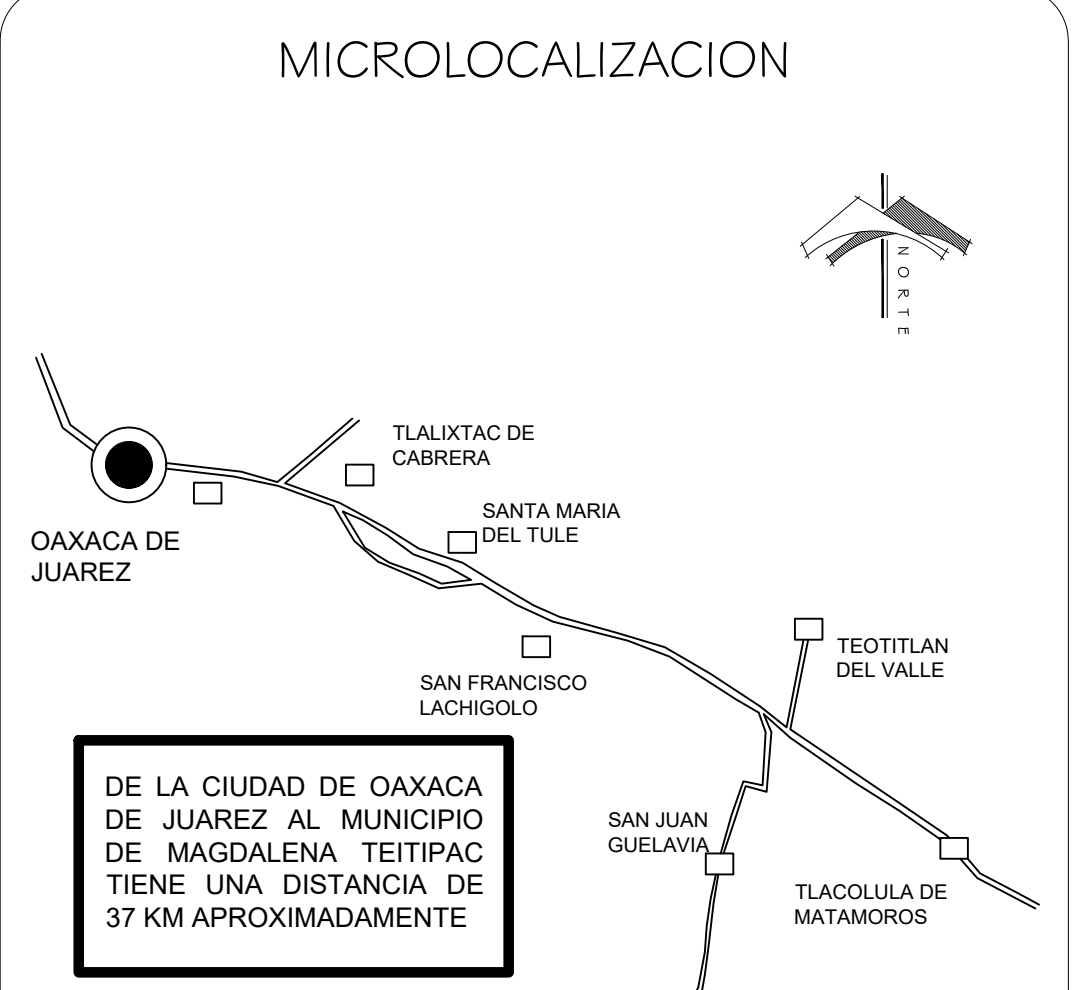 MICROLOCALIZACION
NORTE
TLALIXTAC DE
CABRERA
SANTA MARIA
DEL TULE
OAXACA DE
JUAREZ
TEOTITLAN
DEL VALLE
SAN FRANCISCO
LACHIGOLO
DE LA CIUDAD DE OAXACA
DE JUAREZ AL MUNICIPIO
DE MAGDALENA TEITIPAC
TIENE UNA DISTANCIA DE
37 KM APROXIMADAMENTE
SAN JUAN
GUELAVIA
TLACOLULA DE
MATAMOROS